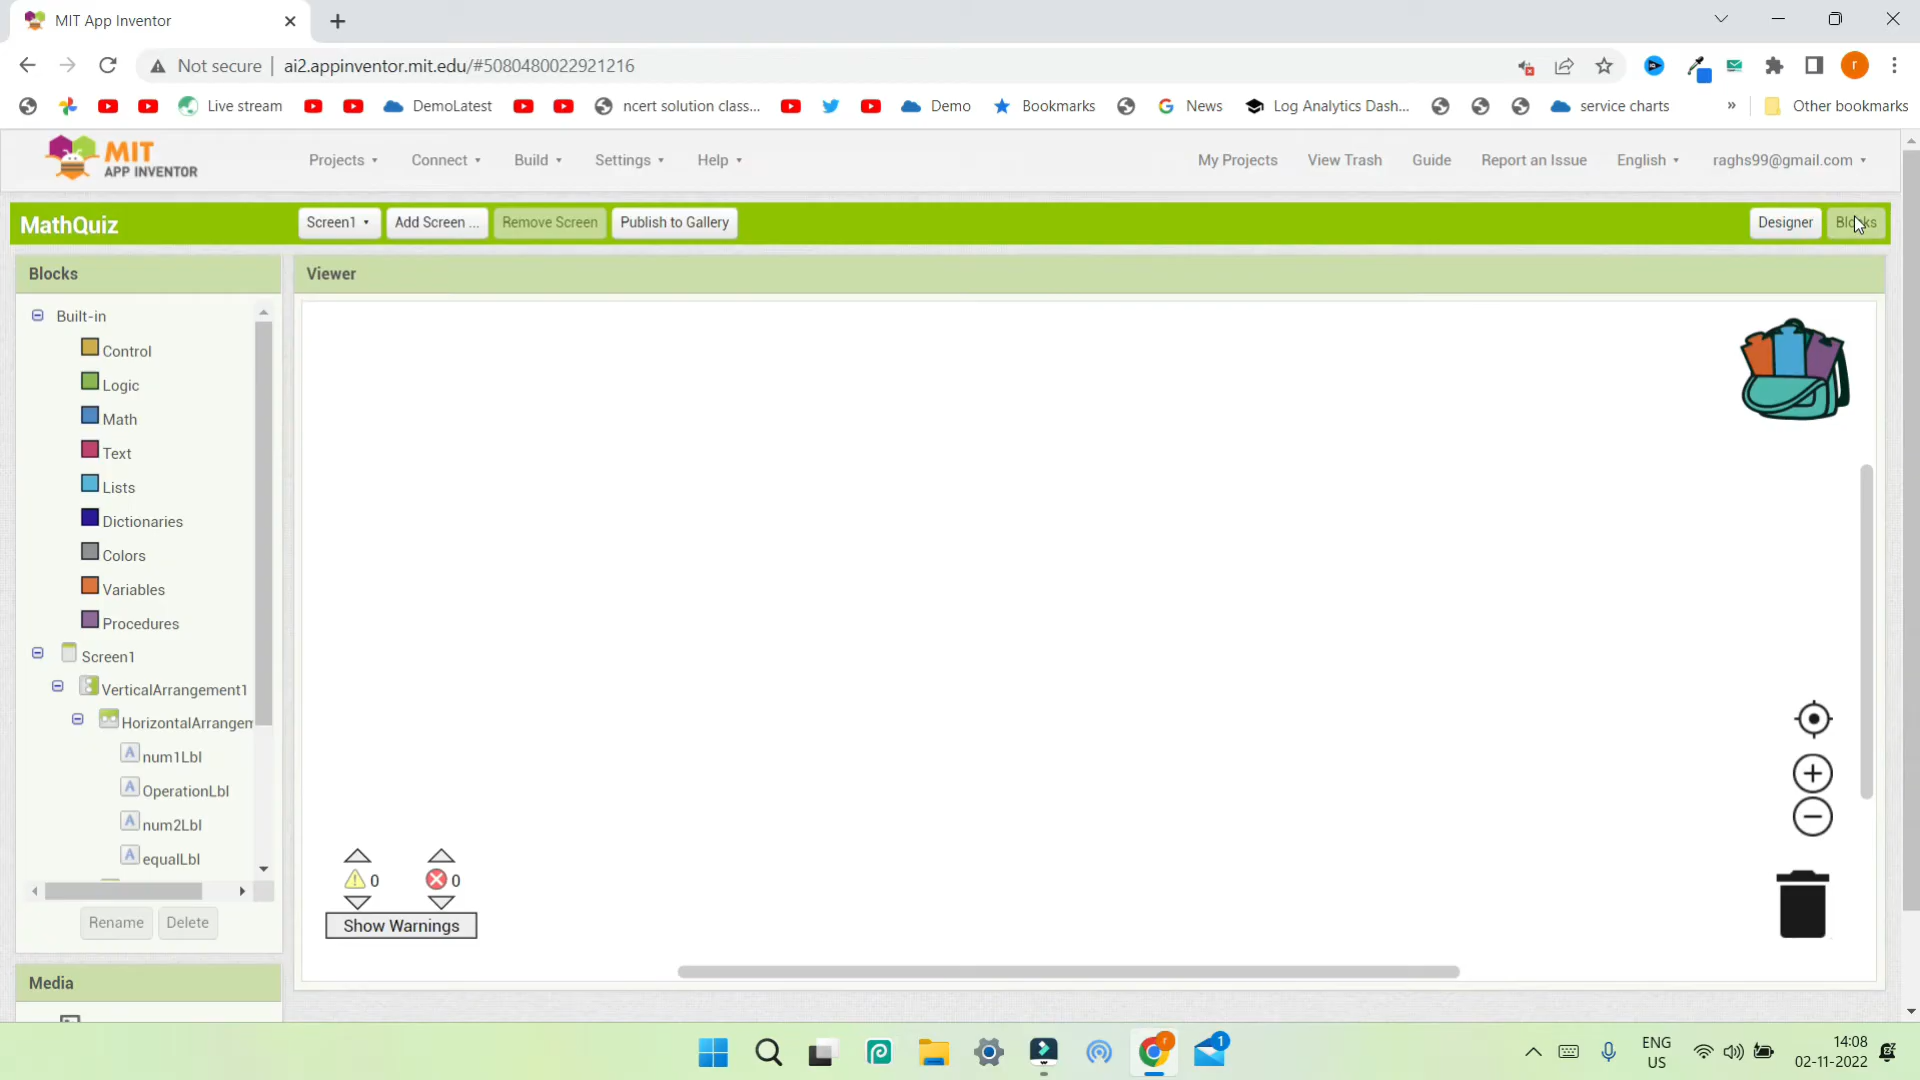 MIT App Inventor
Not secure
ai2.appinventor.mit.edu/#5080480022921216
r
Live stream
DemoLatest
ncert solution class...
Demo
Bookmarks
News
Log Analytics Dash...
service charts
»
Other bookmarks
MIT
APP INVENTOR
Projects
Connect
Build
Settings
Help
My Projects
View Trash
Guide
Report an Issue
English
raghs99@gmail.com
MathQuiz
Screen1
Add Screen ...
Remove Screen
Publish to Gallery
Designer
Blocks
Blocks
Viewer
Built-in
Control
Logic
Math
Text
Lists
Dictionaries
Colors
Variables
Procedures
Screen1
VerticalArrangement1
HorizontalArrangem
A num1Lbl
A OperationLbl
A num2Lbl
A equalLbl
Rename
Delete
0
0
Show Warnings
Media
r
1
ENG
US
14:08
02-11-2022